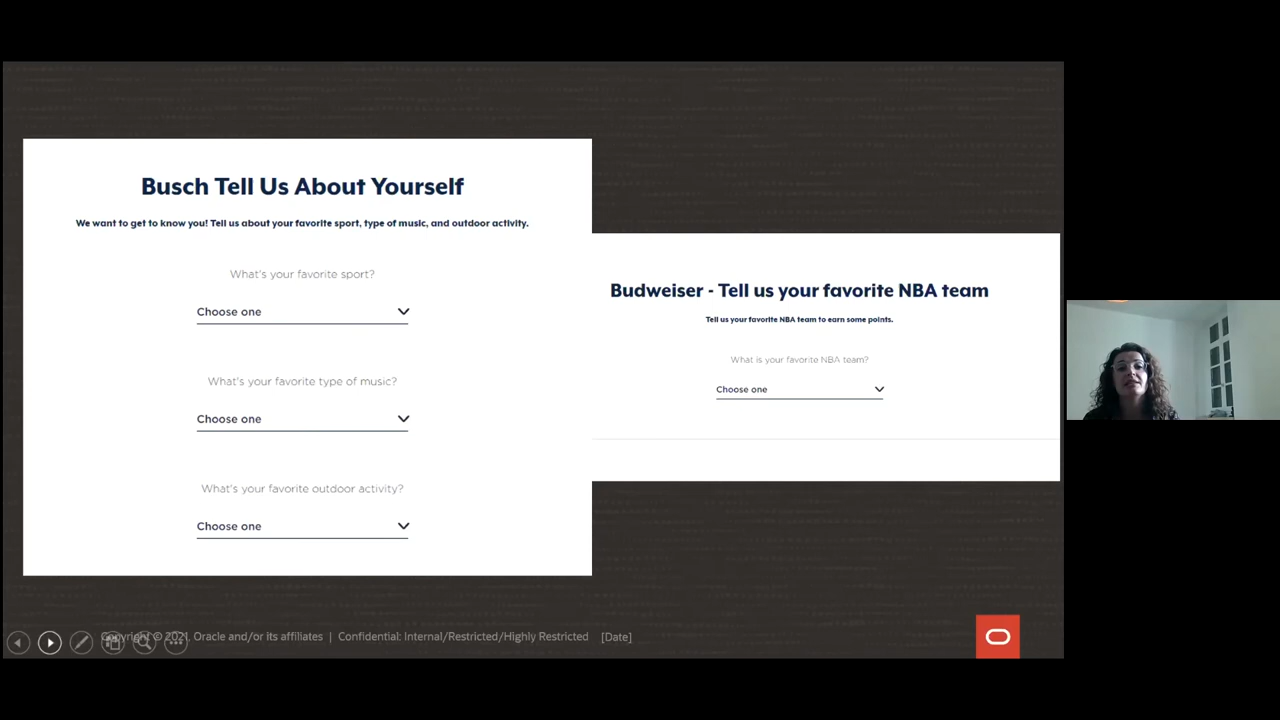 Busch Tell Us About Yourself
We want to get to know you! Tell us about your favorite sport, type of music, and outdoor activity.
What's your favorite sport?
Choose one
What's your favorite type of music?
Choose one
What's your favorite outdoor activity?
Choose one
Budweiser - Tell us your favorite NBA team
Tell us your favorite NBA team to earn some points.
What is your favorite NBA team?
Choose one
Copyright © 2021, Oracle and/or its affiliates | Confidential: Internal/Restricted/Highly Restricted [Date]